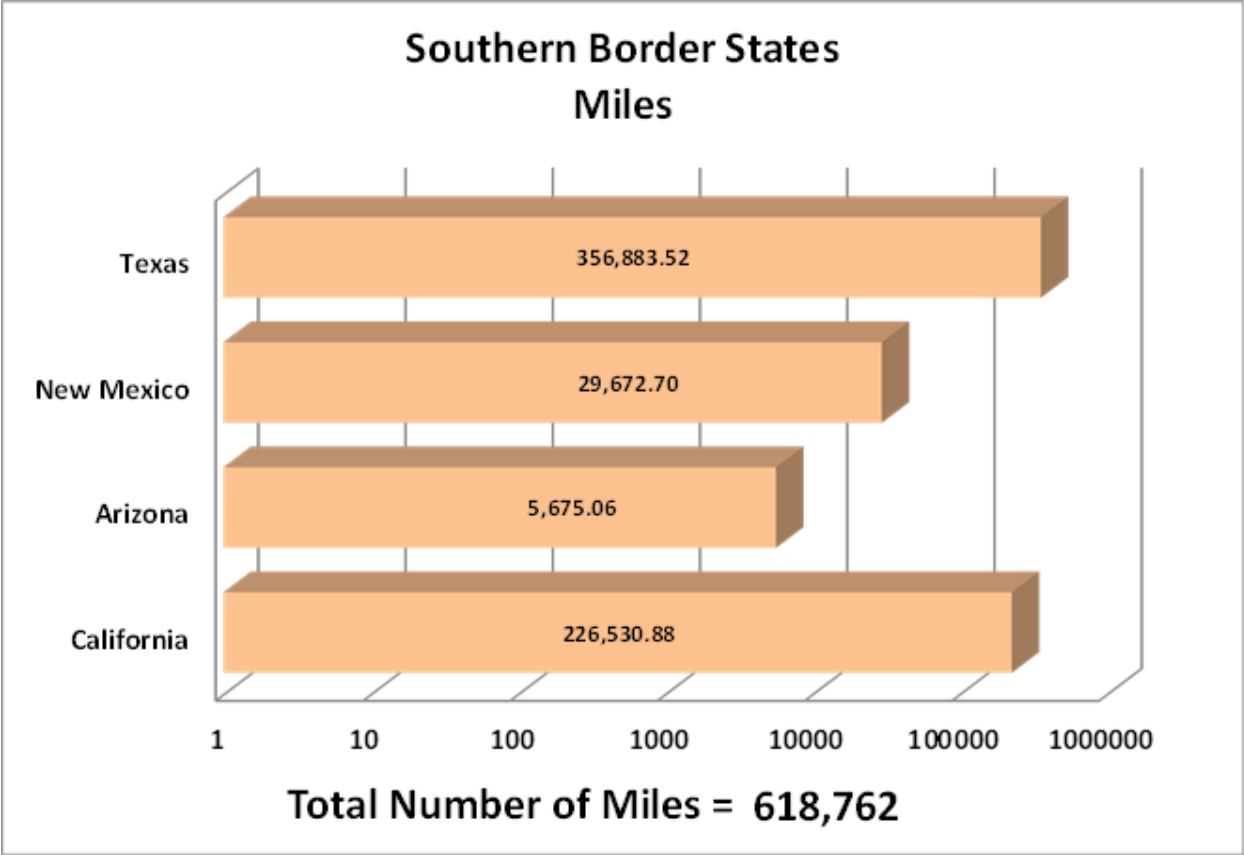 Southern Border States
Miles
Texas
356,883.52
New Mexico
29,672.70
Arizona
5,675.06
California
226,530.88
1 10 100 1000 10000 100000 1000000
Total Number of Miles = 618,762